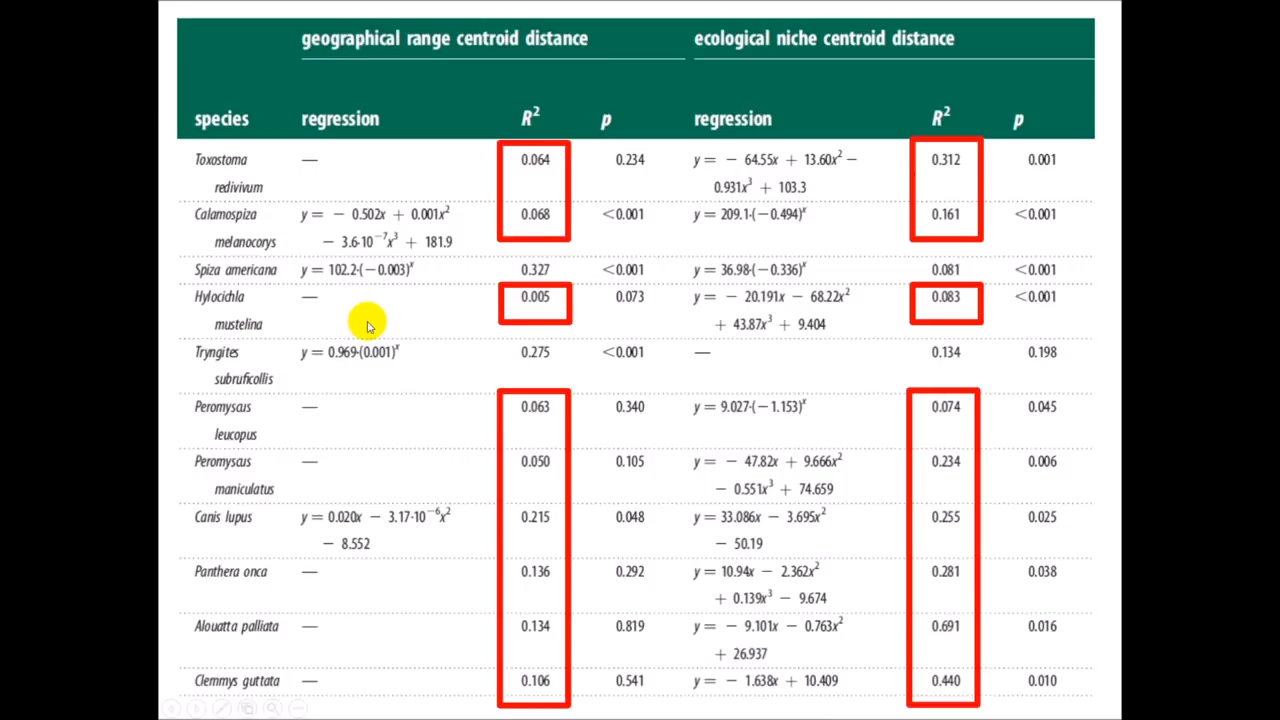 geographical range centroid distance ecological niche centroid distance
species regression R² p regression R² p
Toxostoma — 0.064 0.234 y = − 64.55x + 13.60x² − 0.312 0.001
redivivum 0.931x³ + 103.3
Calamospiza y = − 0.502x + 0.001x² 0.068 <0.001 y = 209.1·(−0.494)ˣ 0.161 <0.001
melanocorys − 3.6·10⁻⁷x³ + 181.9
Spiza americana y = 102.2·(−0.003)ˣ 0.327 <0.001 y = 36.98·(−0.336)ˣ 0.081 <0.001
Hylocichla — 0.005 0.073 y = − 20.191x − 68.22x² 0.083 <0.001
mustelina + 43.87x³ + 9.404
Tryngites y = 0.969·(0.001)ˣ 0.275 <0.001 — 0.134 0.198
subruficollis
Peromyscus — 0.063 0.340 y = 9.027·(−1.153)ˣ 0.074 0.045
leucopus
Peromyscus — 0.050 0.105 y = − 47.82x + 9.666x² 0.234 0.006
maniculatus − 0.551x³ + 74.659
Canis lupus y = 0.020x − 3.17·10⁻⁶x² 0.215 0.048 y = 33.086x − 3.695x² 0.255 0.025
− 8.552 − 50.19
Panthera onca — 0.136 0.292 y = 10.94x − 2.362x² 0.281 0.038
+ 0.139x³ − 9.674
Alouatta palliata — 0.134 0.819 y = − 9.101x − 0.763x² 0.691 0.016
+ 26.937
Clemmys guttata — 0.106 0.541 y = − 1.638x + 10.409 0.440 0.010